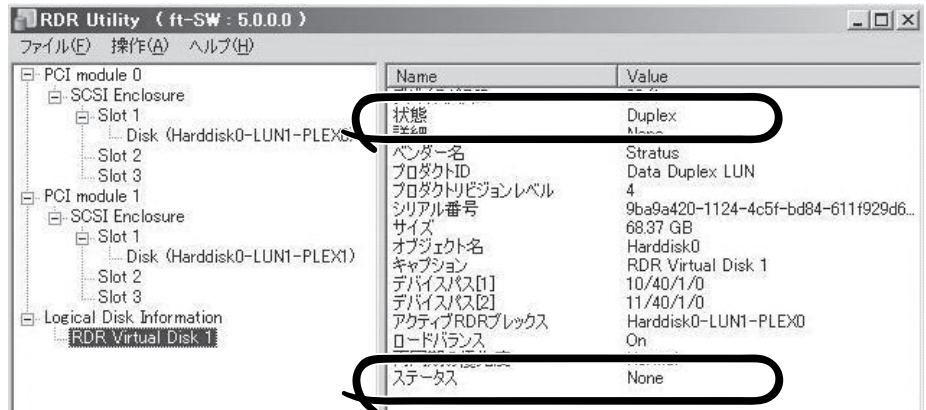 RDR Utility ( ft-SW : 5.0.0.0 )
ファイル(F) 操作(A) ヘルプ(H)
PCI module 0
SCSI Enclosure
Slot 1
Disk (Harddisk0-LUN1-PLEX0)
Slot 2
Slot 3
PCI module 1
SCSI Enclosure
Slot 1
Disk (Harddisk0-LUN1-PLEX1)
Slot 2
Slot 3
Logical Disk Information
RDR Virtual Disk 1
Name Value
状態 Duplex
詳細 None
ベンダー名 Stratus
プロダクトID Data Duplex LUN
プロダクトリビジョンレベル 4
シリアル番号 9ba9a420-1124-4c5f-bd84-611f929d6...
サイズ 68.37 GB
オブジェクト名 Harddisk0
キャプション RDR Virtual Disk 1
デバイスパス[1] 10/40/1/0
デバイスパス[2] 11/40/1/0
アクティブRDRプレックス Harddisk0-LUN1-PLEX0
ロードバランス On
ステータス None